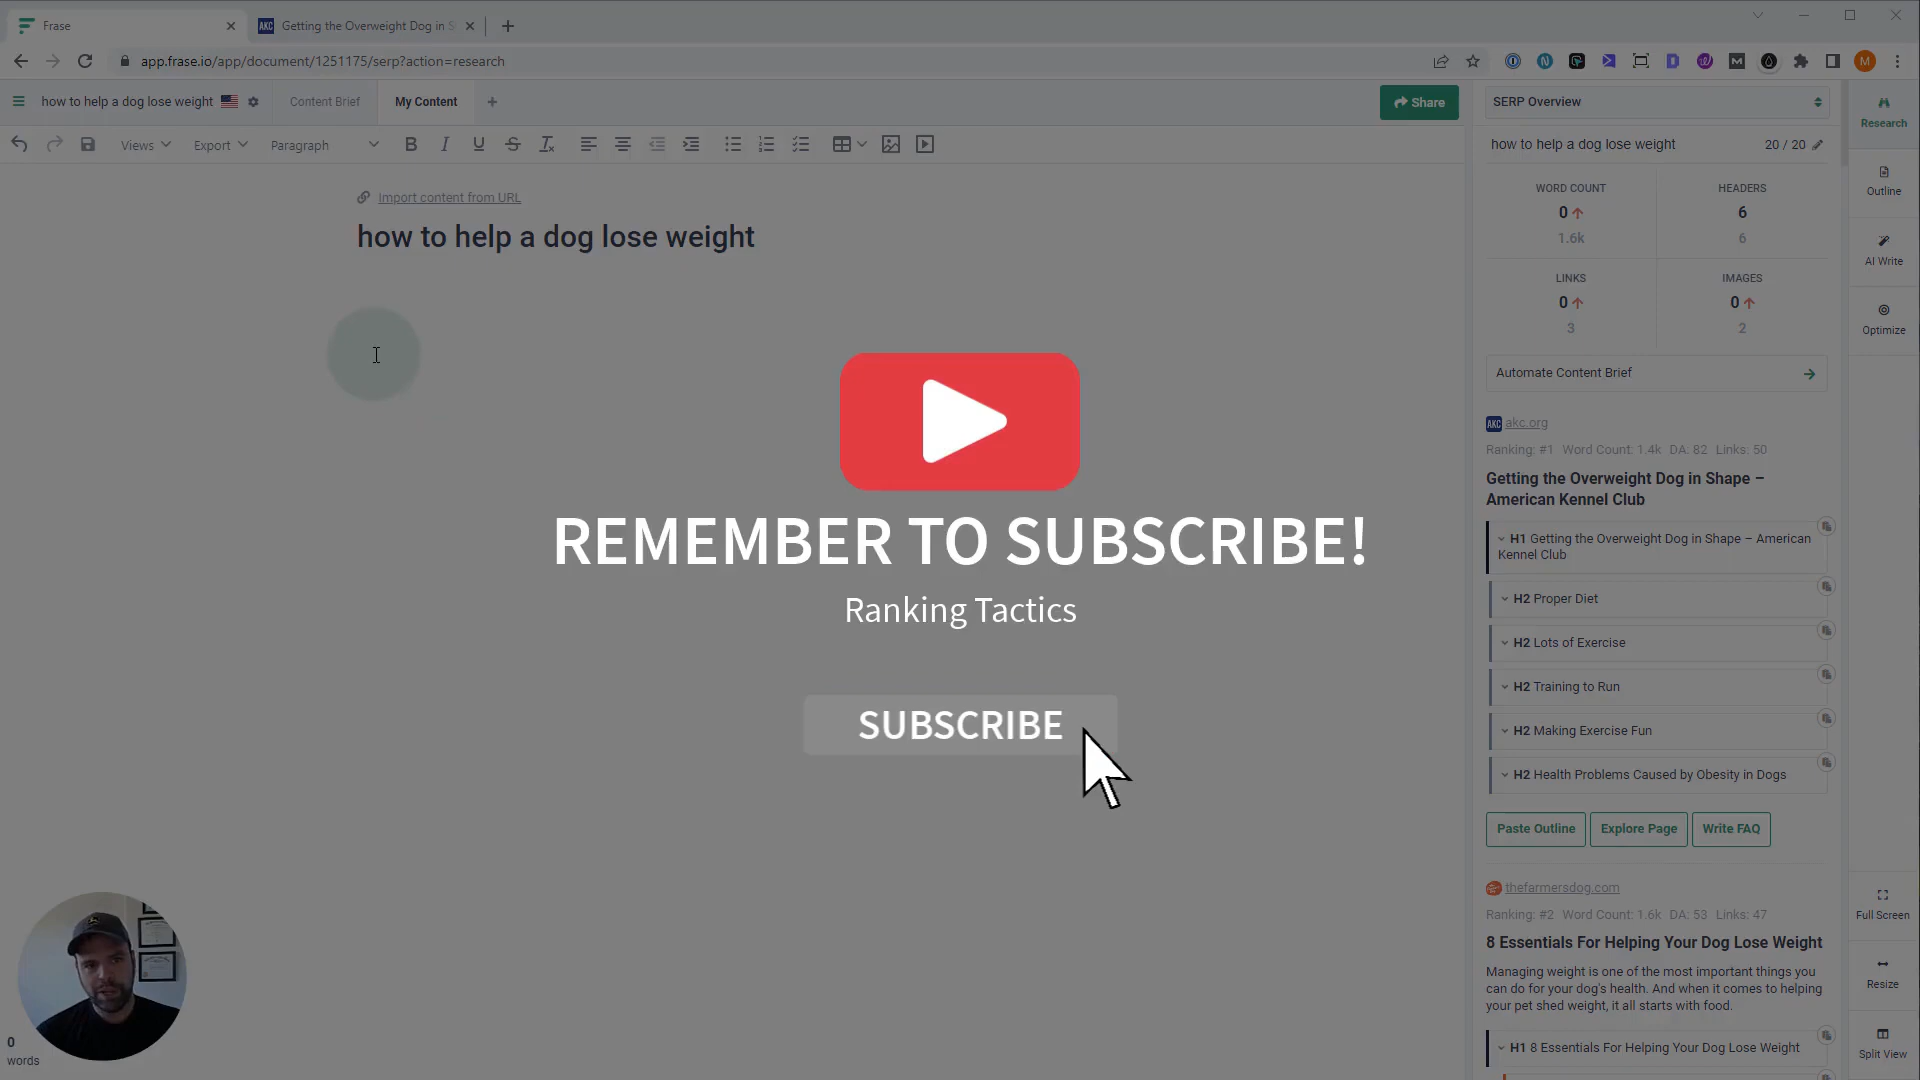 Frase
AKC Getting the Overweight Dog in S
app.frase.io/app/document/1251175/serp?action=research
M
how to help a dog lose weight
Content Brief
My Content
Share
SERP Overview
Research
Views
Export
Paragraph
B I U S
how to help a dog lose weight 20 / 20
Import content from URL
how to help a dog lose weight
WORD COUNT HEADERS
0 6
1.6k 6
LINKS IMAGES
0 0
3 2
Outline
AI Write
Optimize
Automate Content Brief
AKC akc.org
Ranking: #1 Word Count: 1.4k DA: 82 Links: 50
Getting the Overweight Dog in Shape –
American Kennel Club
H1 Getting the Overweight Dog in Shape – American
Kennel Club
H2 Proper Diet
H2 Lots of Exercise
H2 Training to Run
H2 Making Exercise Fun
H2 Health Problems Caused by Obesity in Dogs
Paste Outline
Explore Page
Write FAQ
thefarmersdog.com
Ranking: #2 Word Count: 1.6k DA: 53 Links: 47
8 Essentials For Helping Your Dog Lose Weight
Managing weight is one of the most important things you
can do for your dog's health. And when it comes to helping
your pet shed weight, it all starts with food.
H1 8 Essentials For Helping Your Dog Lose Weight
Full Screen
Resize
Split View
REMEMBER TO SUBSCRIBE!
Ranking Tactics
SUBSCRIBE
0
words